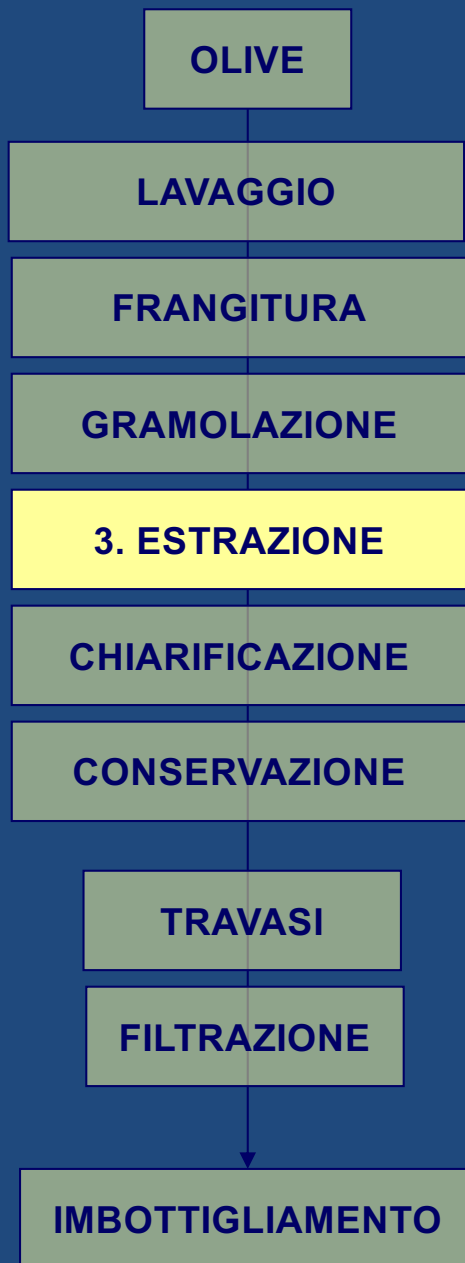 OLIVE
LAVAGGIO
FRANGITURA
GRAMOLAZIONE
3. ESTRAZIONE
CHIARIFICAZIONE
CONSERVAZIONE
TRAVASI
FILTRAZIONE
IMBOTTIGLIAMENTO